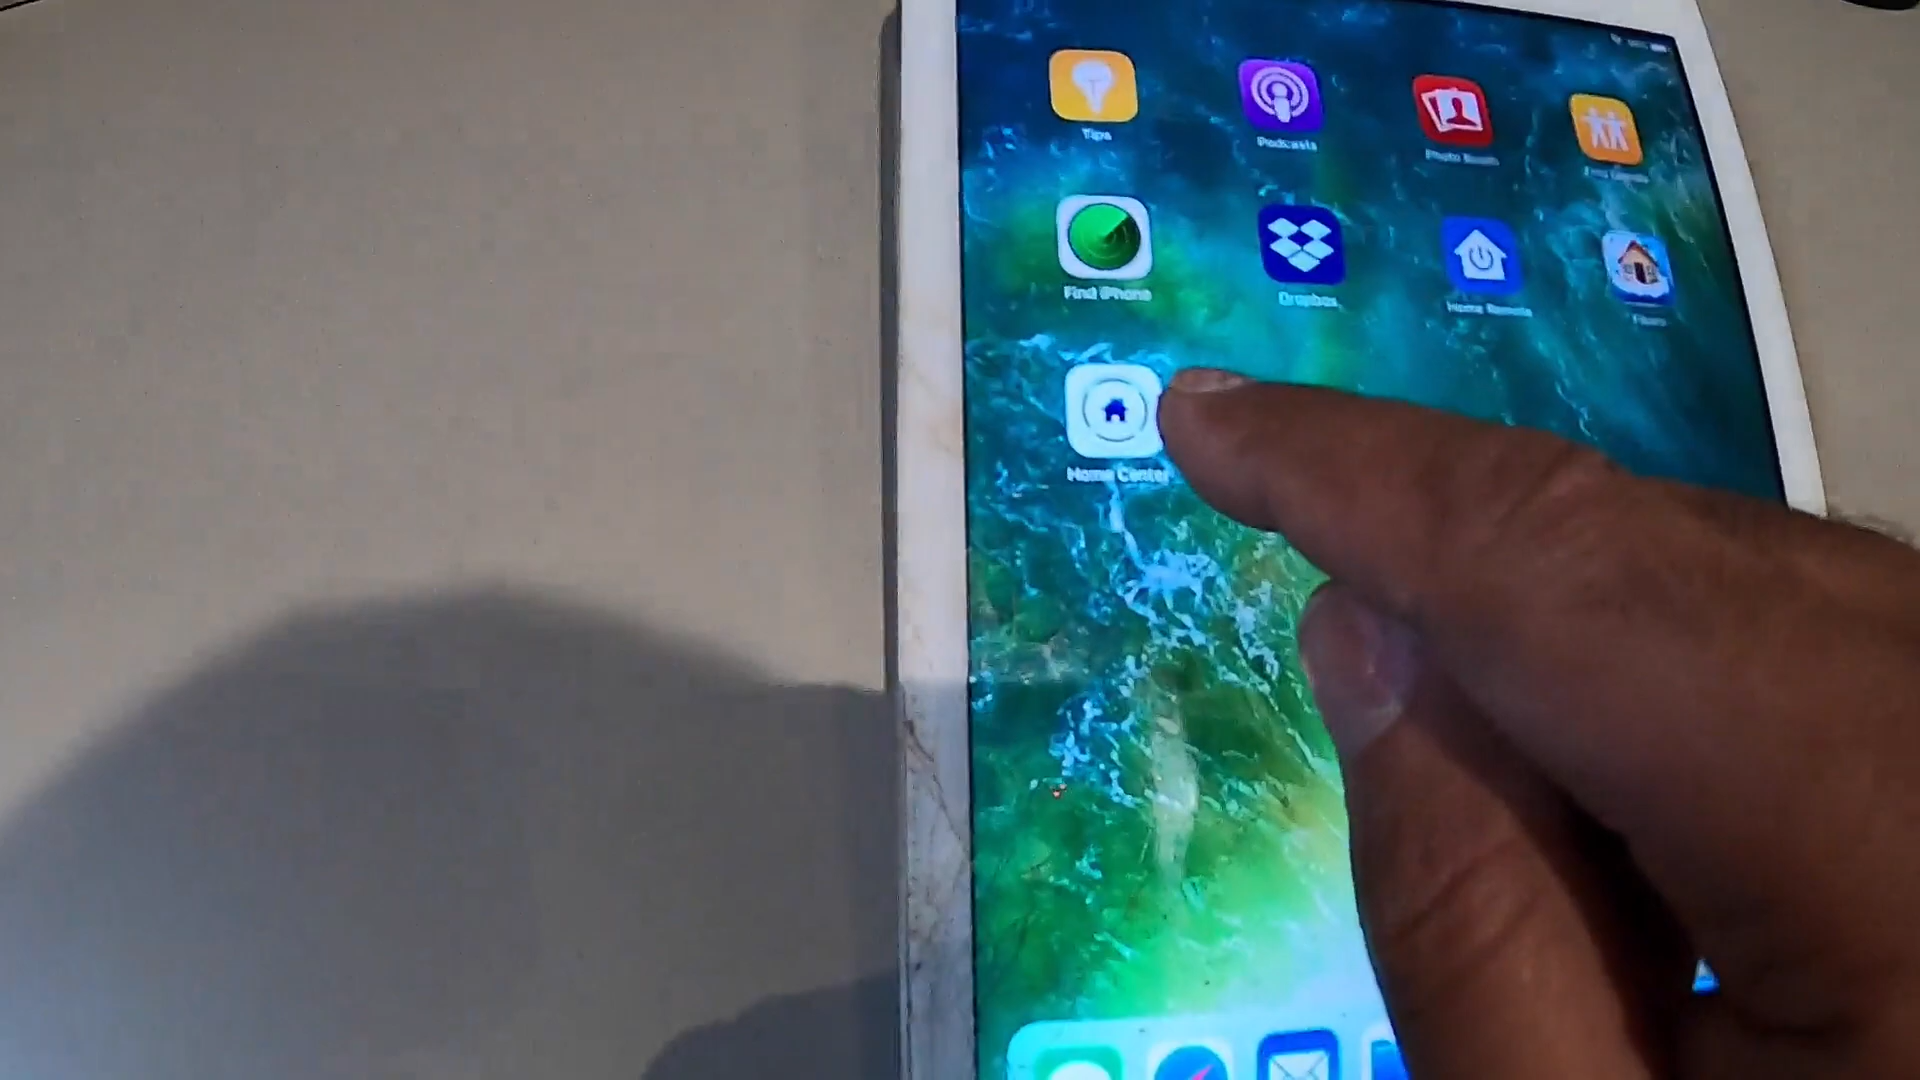 Tips
Podcasts
Photo Booth
Find iPhone
Dropbox
Home Remote
Home Center